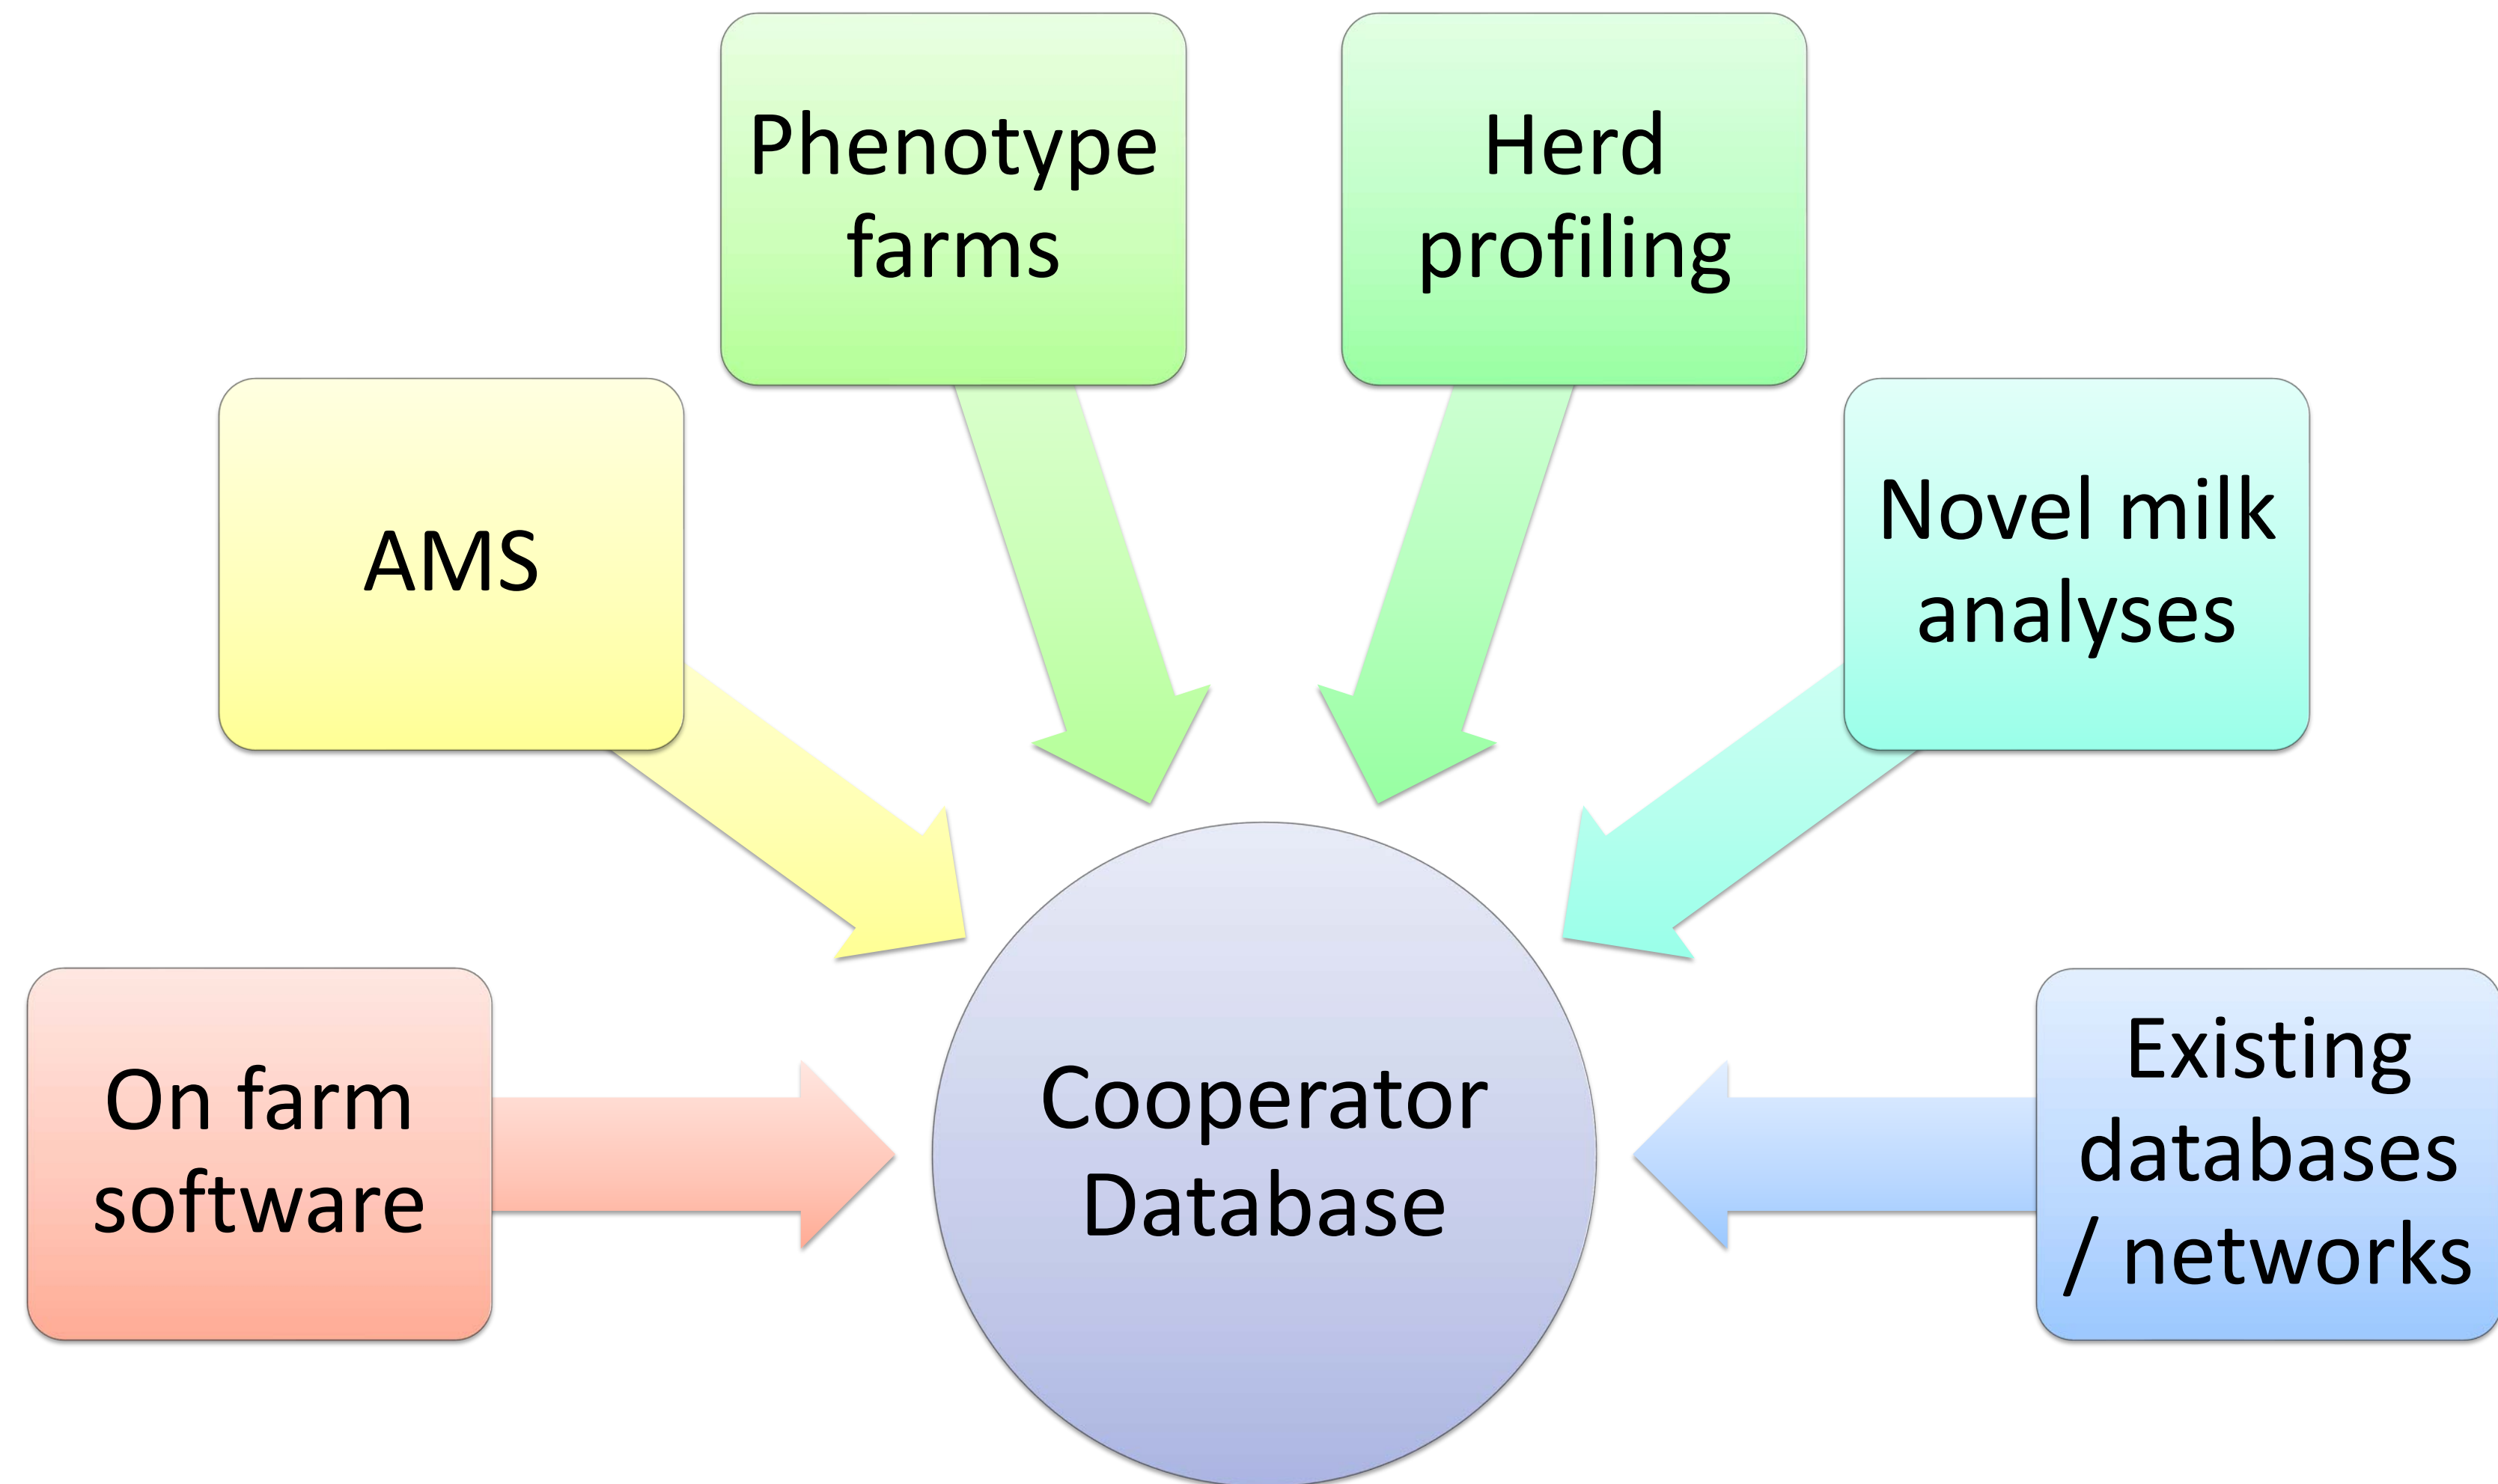 Phenotype
farms
Herd
profiling
AMS
Novel milk
analyses
On farm
software
Cooperator
Database
Existing
databases
/ networks